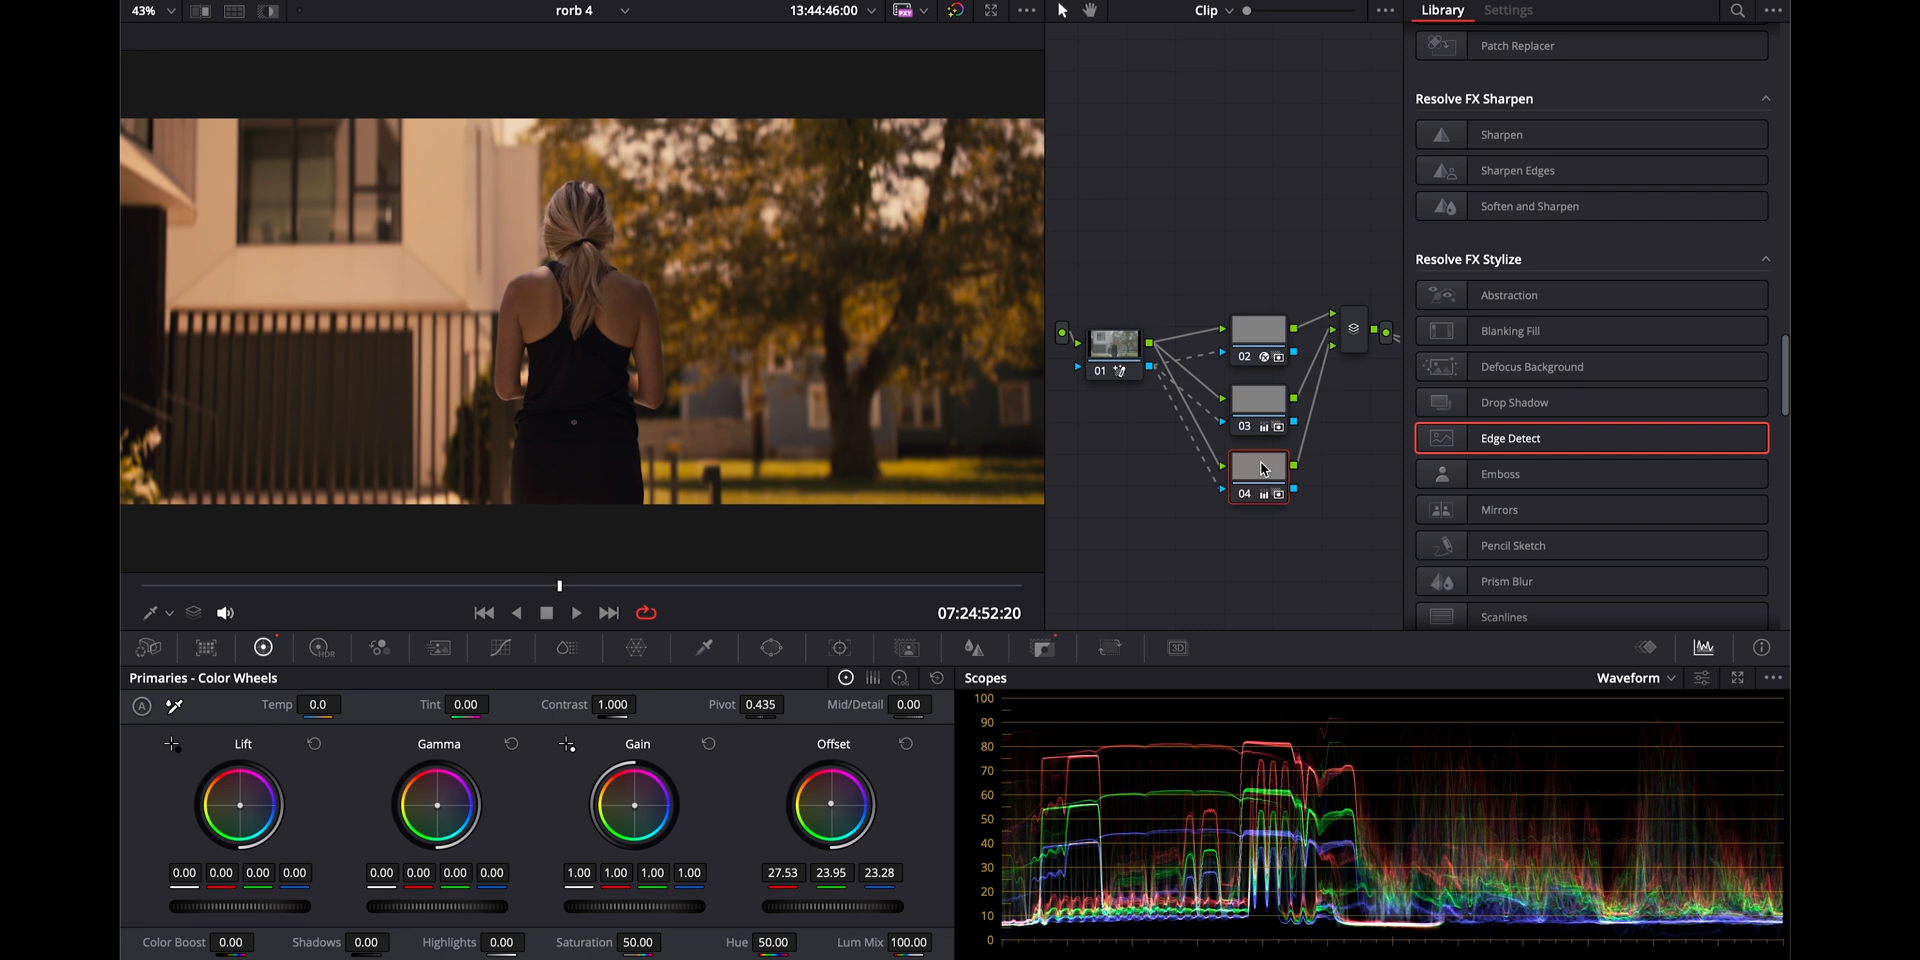 43%
rorb 4
13:44:46:00
PXY
Clip
Library
Settings
Patch Replacer
Resolve FX Sharpen
Sharpen
Sharpen Edges
Soften and Sharpen
Resolve FX Stylize
Abstraction
Blanking Fill
Defocus Background
Drop Shadow
Edge Detect
Emboss
Mirrors
Pencil Sketch
Prism Blur
Scanlines
01
02
03
04
07:24:52:20
HDR
3D
Primaries - Color Wheels
LOG
A
Temp 0.0
Tint 0.00
Contrast 1.000
Pivot 0.435
Mid/Detail 0.00
Lift
Gamma
Gain
Offset
0.00 0.00 0.00 0.00
0.00 0.00 0.00 0.00
1.00 1.00 1.00 1.00
27.53 23.95 23.28
Color Boost 0.00
Shadows 0.00
Highlights 0.00
Saturation 50.00
Hue 50.00
Lum Mix 100.00
Scopes
Waveform
100
90
80
70
60
50
40
30
20
10
0